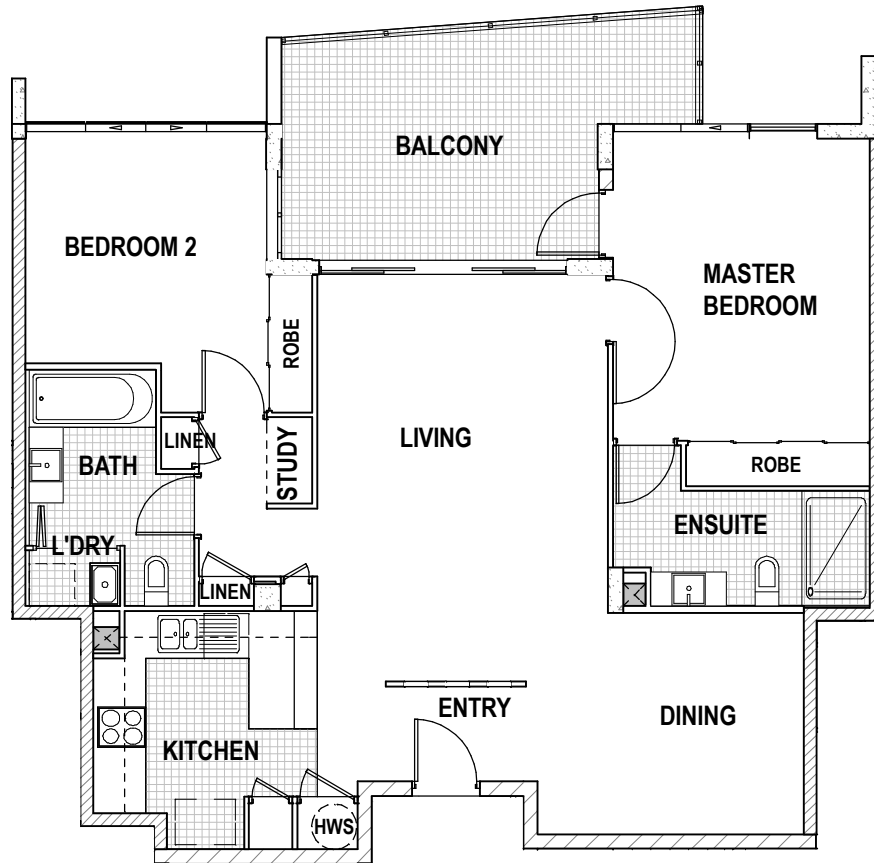 BALCONY
BEDROOM 2
MASTER
BEDROOM
ROBE
LINEN
LIVING
STUDY
BATH
ROBE
ENSUITE
L'DRY
LINEN
ENTRY
DINING
KITCHEN
HWS